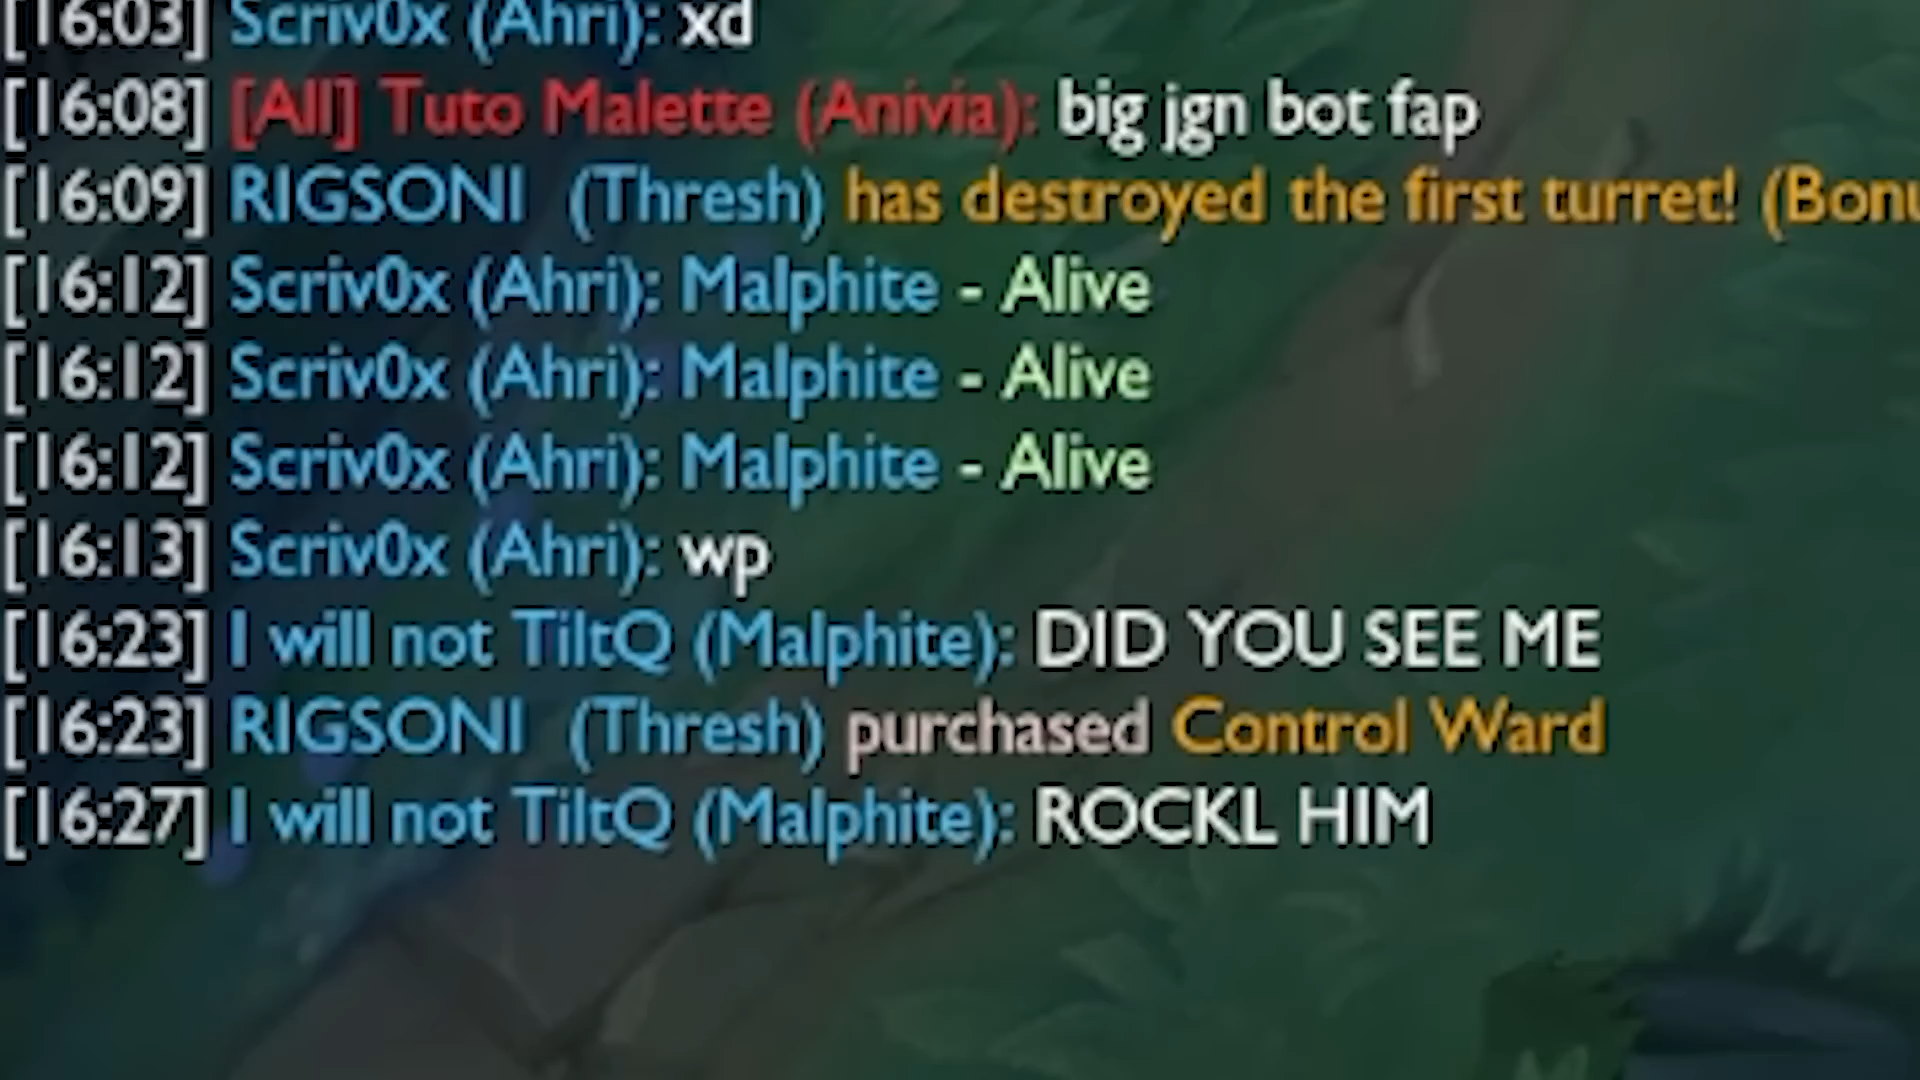 [16:03] Scriv0x (Ahri): xd
[16:08] [All] Tuto Malette (Anivia): big jgn bot fap
[16:09] RIGSONI (Thresh) has destroyed the first turret! (Bonu
[16:12] Scriv0x (Ahri): Malphite - Alive
[16:12] Scriv0x (Ahri): Malphite - Alive
[16:12] Scriv0x (Ahri): Malphite - Alive
[16:13] Scriv0x (Ahri): wp
[16:23] I will not TiltQ (Malphite): DID YOU SEE ME
[16:23] RIGSONI (Thresh) purchased Control Ward
[16:27] I will not TiltQ (Malphite): ROCKL HIM